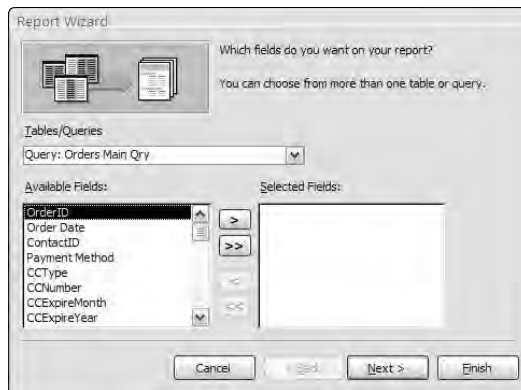 Report Wizard
Which fields do you want on your report?
You can choose from more than one table or query.
Tables/Queries
Query: Orders Main Qry
Available Fields:
Selected Fields:
OrderID
Order Date
ContactID
Payment Method
CCType
CCNumber
CCExpireMonth
CCExpireYear
>
>>
<
<<
Cancel
Next >
Finish